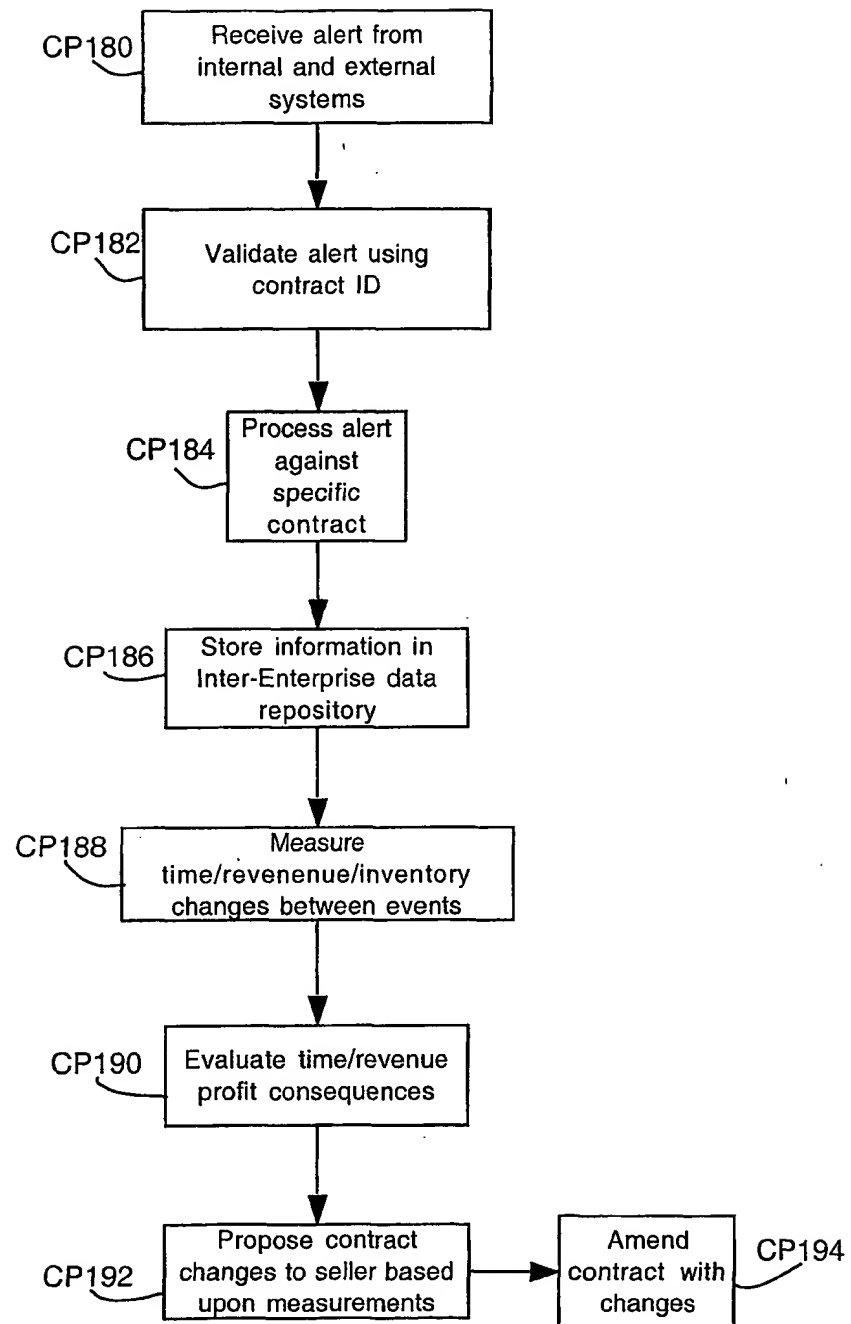 CP180
Receive alert from
internal and external
systems
CP182
Validate alert using
contract ID
CP184
Process alert
against
specific
contract
CP186
Store information in
Inter-Enterprise data
repository
CP188
Measure
time/revenenue/inventory
changes between events
CP190
Evaluate time/revenue
profit consequences
CP192
Propose contract
changes to seller based
upon measurements
Amend
contract with
changes
CP194